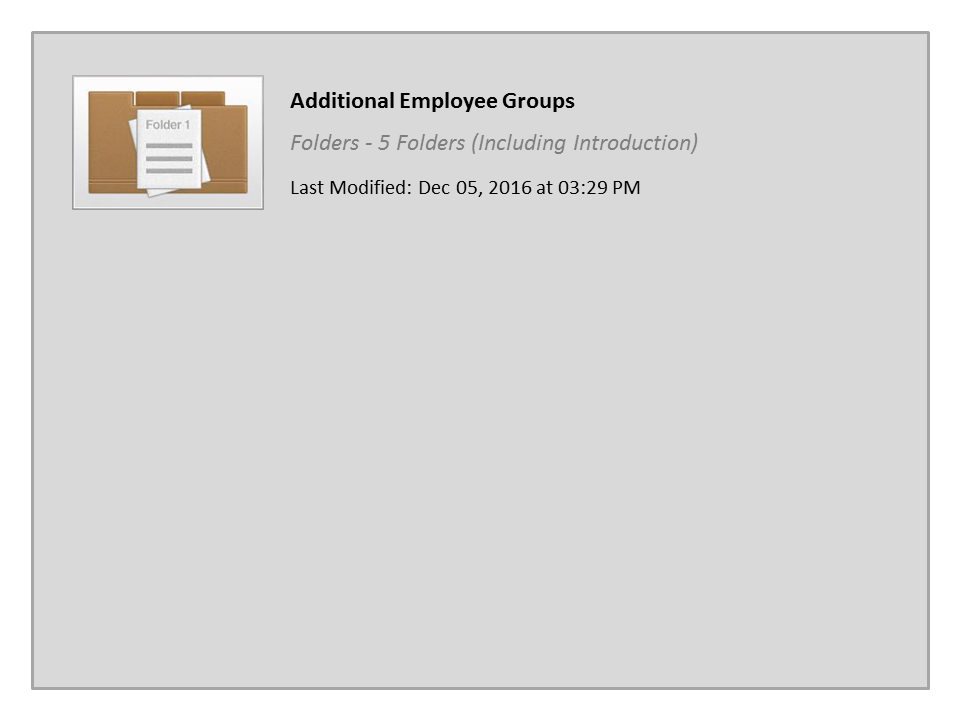 Folder 1
Additional Employee Groups
Folders - 5 Folders (Including Introduction)
Last Modified: Dec 05, 2016 at 03:29 PM